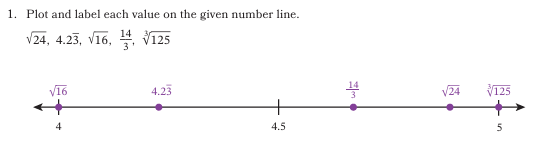 1. Plot and label each value on the given number line.
√24, 4.23̅, √16, 14/3, ∛125
√16 4.23̅ 14/3 √24 ∛125
4 4.5 5